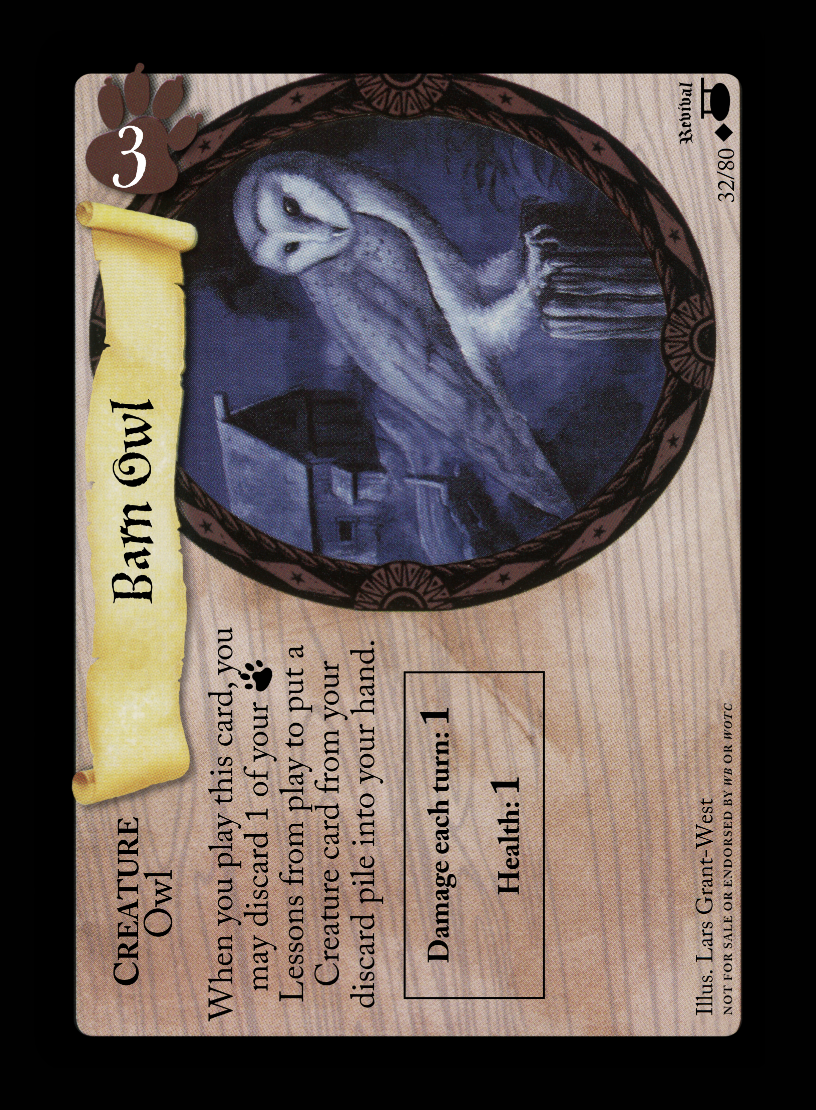 CREATURE
Owl
Barn Owl
3
When you play this card, you
may discard 1 of your
Lessons from play to put a
Creature card from your
discard pile into your hand.
Damage each turn: 1
Health: 1
Illus. Lars Grant-West
NOT FOR SALE OR ENDORSED BY WB OR WOTC
Revival
32/80